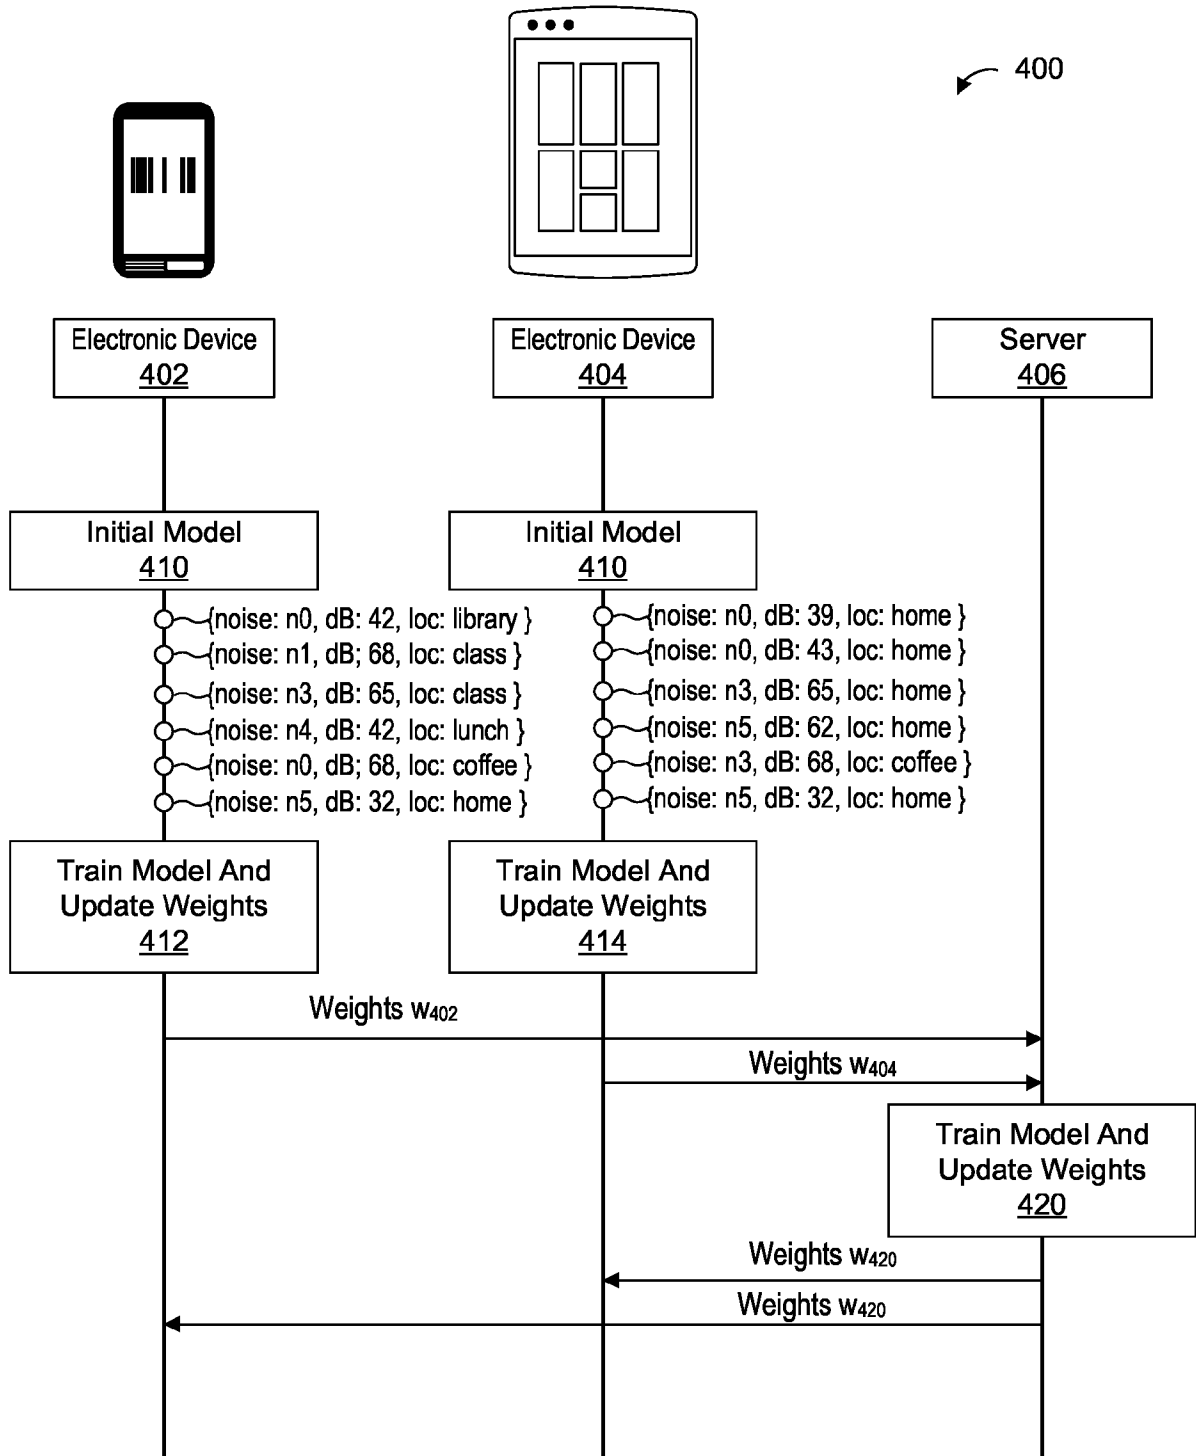 400
Electronic Device
402
Electronic Device
404
Server
406
Initial Model
410
Initial Model
410
{noise: n0, dB: 42, loc: library }
{noise: n1, dB; 68, loc: class }
{noise: n3, dB: 65, loc: class }
{noise: n4, dB: 42, loc: lunch }
{noise: n0, dB; 68, loc: coffee }
{noise: n5, dB: 32, loc: home }
{noise: n0, dB: 39, loc: home }
{noise: n0, dB: 43, loc: home }
{noise: n3, dB: 65, loc: home }
{noise: n5, dB: 62, loc: home }
{noise: n3, dB: 68, loc: coffee }
{noise: n5, dB: 32, loc: home }
Train Model And
Update Weights
412
Train Model And
Update Weights
414
Weights w402
Weights w404
Train Model And
Update Weights
420
Weights w420
Weights w420